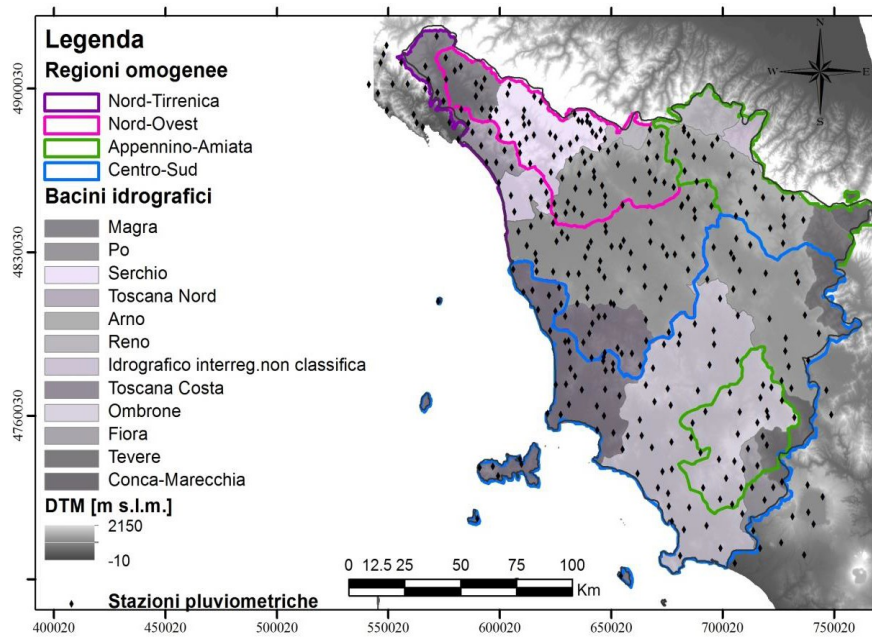 Legenda
Regioni omogenee
Nord-Tirrenica
Nord-Ovest
Appennino-Amiata
Centro-Sud
Bacini idrografici
Magra
Po
Serchio
Toscana Nord
Arno
Reno
Idrografico interreg.non classifica
Toscana Costa
Ombrone
Fiora
Tevere
Conca-Marecchia
DTM [m s.l.m.]
2150
-10
Stazioni pluviometriche
N
W E
S
4900030
4830030
4760030
0 12.5 25 50 75 100
Km
400020 450020 500020 550020 600020 650020 700020 750020